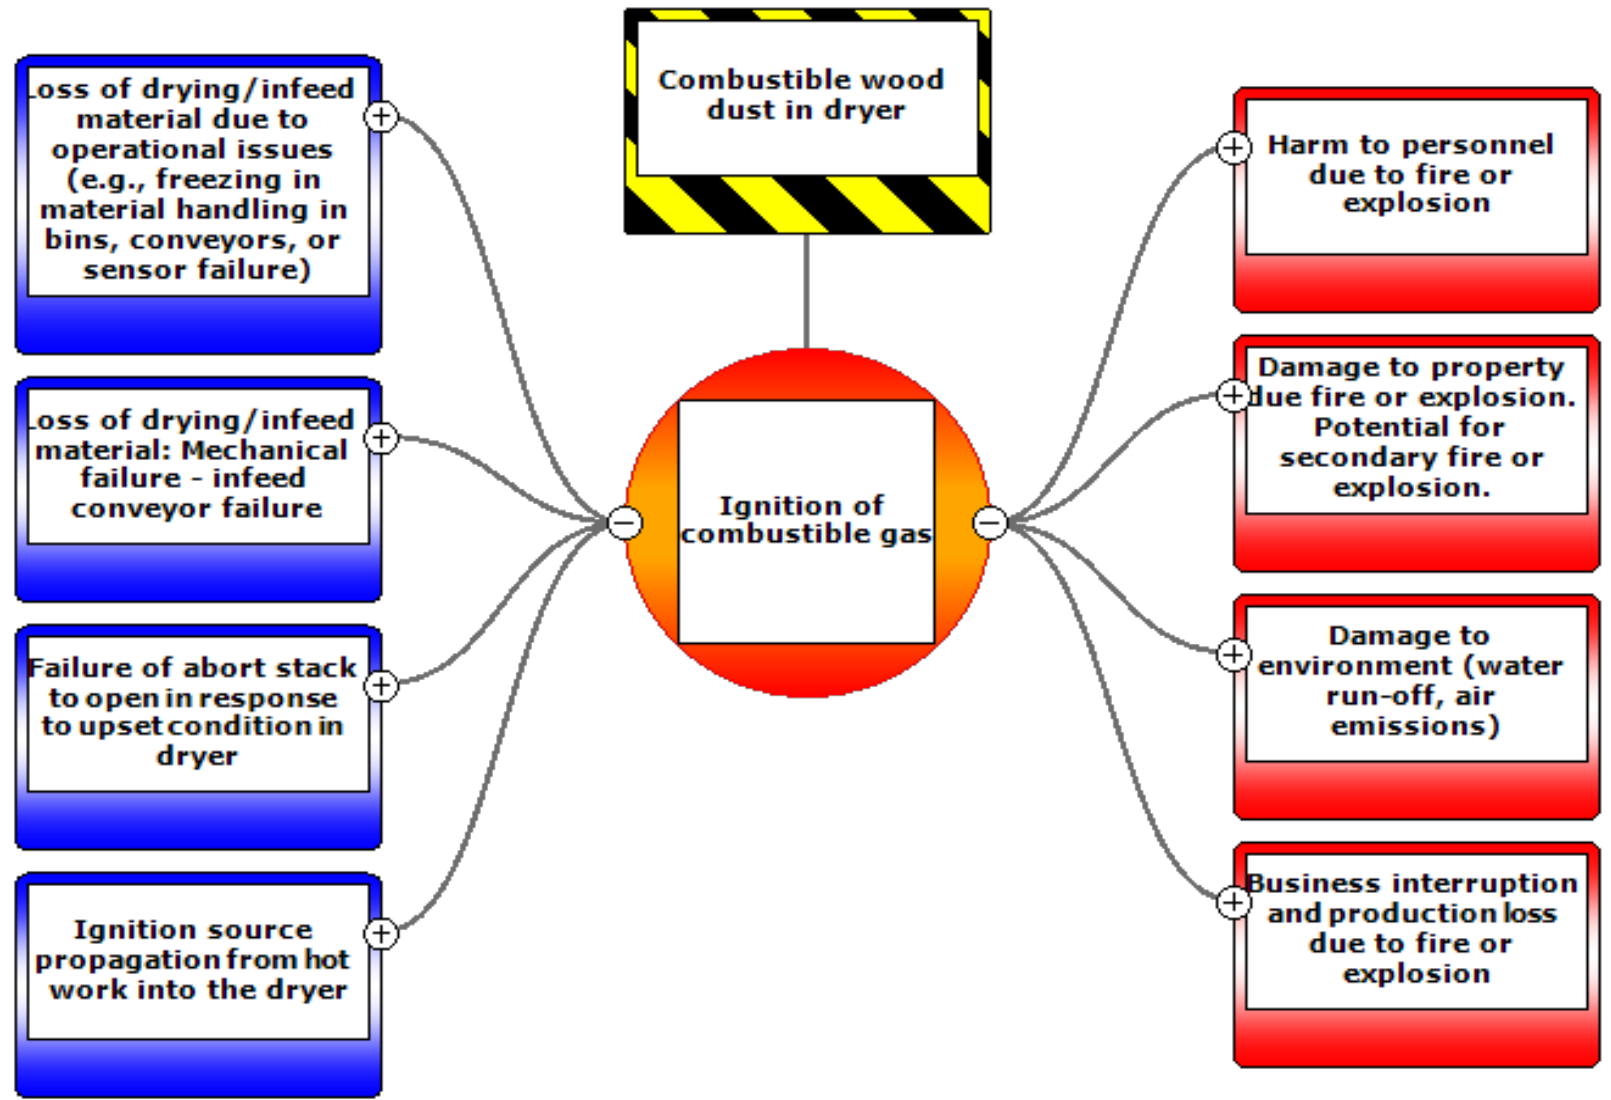 Combustible wood
dust in dryer
Loss of drying/infeed
material due to
operational issues
(e.g., freezing in
material handling in
bins, conveyors, or
sensor failure)
Loss of drying/infeed
material: Mechanical
failure - infeed
conveyor failure
Failure of abort stack
to open in response
to upset condition in
dryer
Ignition source
propagation from hot
work into the dryer
Ignition of
combustible gas
Harm to personnel
due to fire or
explosion
Damage to property
due fire or explosion.
Potential for
secondary fire or
explosion.
Damage to
environment (water
run-off, air
emissions)
Business interruption
and production loss
due to fire or
explosion